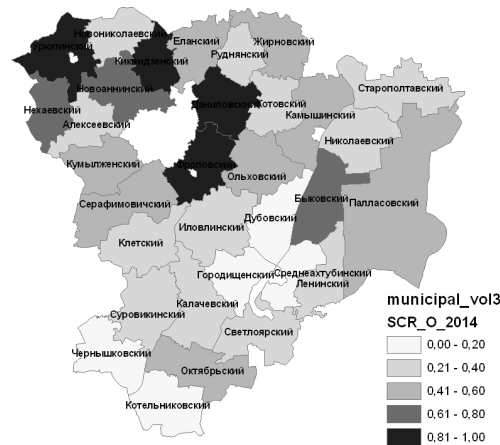 Новониколаевский
Урюпинский
Киквидзенский
Еланский
Жирновский
Руднянский
Новоаннинский
Нехаевский
Алексеевский
Даниловский
Котовский
Камышинский
Старополтавский
Николаевский
Кумылженский
Фроловский
Ольховский
Серафимовичский
Быковский
Палласовский
Дубовский
Иловлинский
Клетский
Городищенский
Среднеахтубинский
Ленинский
Калачевский
Суровикинский
Светлоярский
Чернышковский
Октябрьский
Котельниковский
municipal_vol3
SCR_O_2014
0,00 - 0,20
0,21 - 0,40
0,41 - 0,60
0,61 - 0,80
0,81 - 1,00